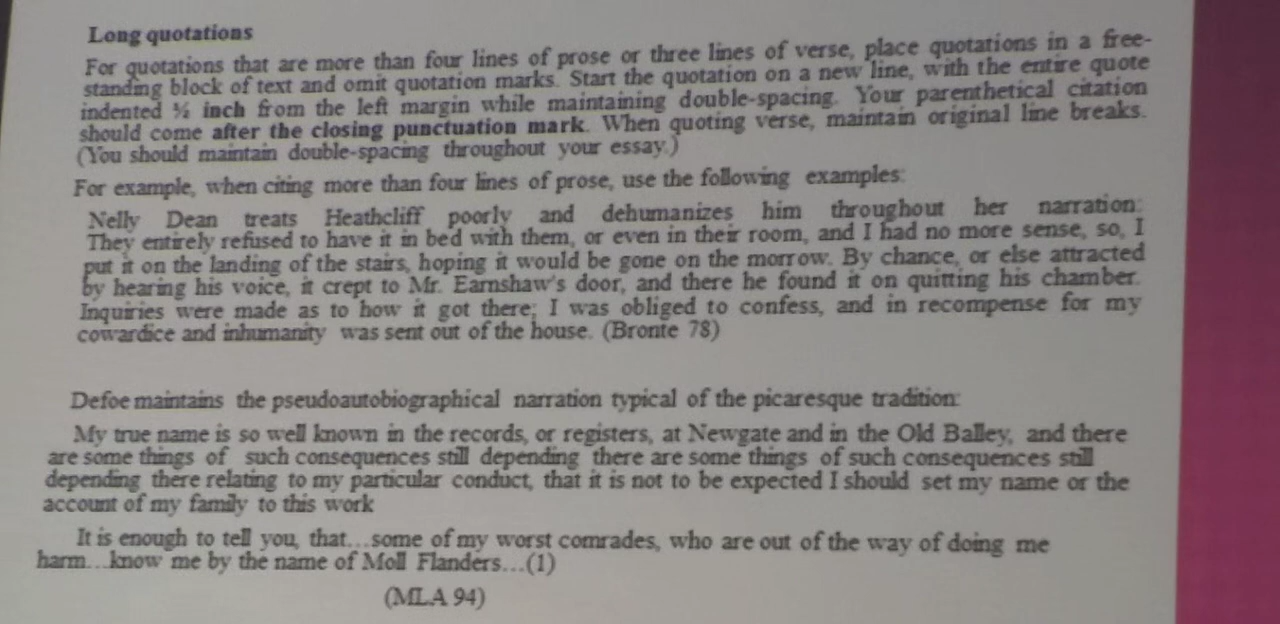 Long quotations
For quotations that are more than four lines of prose or three lines of verse, place quotations in a free-
standing block of text and omit quotation marks. Start the quotation on a new line, with the entire quote
indented ½ inch from the left margin while maintaining double-spacing. Your parenthetical citation
should come after the closing punctuation mark. When quoting verse, maintain original line breaks.
(You should maintain double-spacing throughout your essay.)
For example, when citing more than four lines of prose, use the following examples:
Nelly Dean treats Heathcliff poorly and dehumanizes him throughout her narration:
They entirely refused to have it in bed with them, or even in their room, and I had no more sense, so, I
put it on the landing of the stairs, hoping it would be gone on the morrow. By chance, or else attracted
by hearing his voice, it crept to Mr. Earnshaw's door, and there he found it on quitting his chamber.
Inquiries were made as to how it got there; I was obliged to confess, and in recompense for my
cowardice and inhumanity was sent out of the house. (Bronte 78)
Defoe maintains the pseudoautobiographical narration typical of the picaresque tradition:
My true name is so well known in the records, or registers, at Newgate and in the Old Balley, and there
are some things of such consequences still depending there are some things of such consequences still
depending there relating to my particular conduct, that it is not to be expected I should set my name or the
account of my family to this work
It is enough to tell you, that...some of my worst comrades, who are out of the way of doing me
harm...know me by the name of Moll Flanders...(1)
(MLA 94)